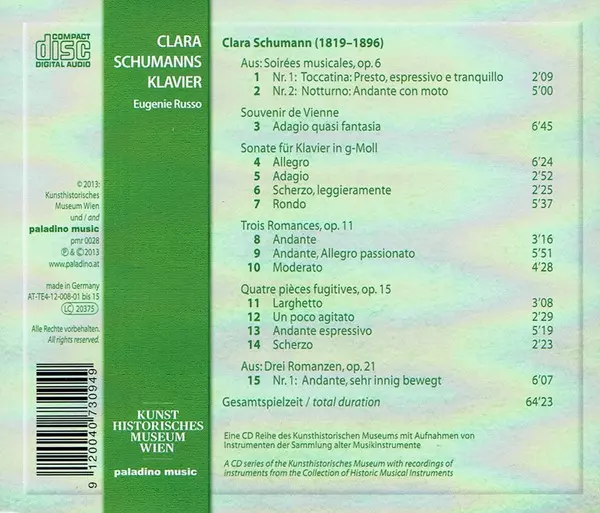 COMPACT
disc
DIGITAL AUDIO
CLARA
SCHUMANNS
KLAVIER
Eugenie Russo
© 2013:
Kunsthistorisches
Museum Wien
und / and
paladino music
pmr 0028
℗ & © 2013
www.paladino.at
made in Germany
AT-TE4-12-008-01 bis 15
LC 20375
Alle Rechte vorbehalten.
All rights reserved.
9 120040 730949
KUNST
HISTORISCHES
MUSEUM
WIEN
paladino music
Clara Schumann (1819–1896)
Aus: Soirées musicales, op. 6
1 Nr. 1: Toccatina: Presto, espressivo e tranquillo 2’09
2 Nr. 2: Notturno: Andante con moto 5’00
Souvenir de Vienne
3 Adagio quasi fantasia 6’45
Sonate für Klavier in g-Moll
4 Allegro 6’24
5 Adagio 2’52
6 Scherzo, leggieramente 2’25
7 Rondo 5’37
Trois Romances, op. 11
8 Andante 3’16
9 Andante, Allegro passionato 5’51
10 Moderato 4’28
Quatre pièces fugitives, op. 15
11 Larghetto 3’08
12 Un poco agitato 2’29
13 Andante espressivo 5’19
14 Scherzo 2’23
Aus: Drei Romanzen, op. 21
15 Nr. 1: Andante, sehr innig bewegt 6’07
Gesamtspielzeit / total duration 64’23
Eine CD Reihe des Kunsthistorischen Museums mit Aufnahmen von
Instrumenten der Sammlung alter Musikinstrumente
A CD series of the Kunsthistorisches Museum with recordings of
instruments from the Collection of Historic Musical Instruments